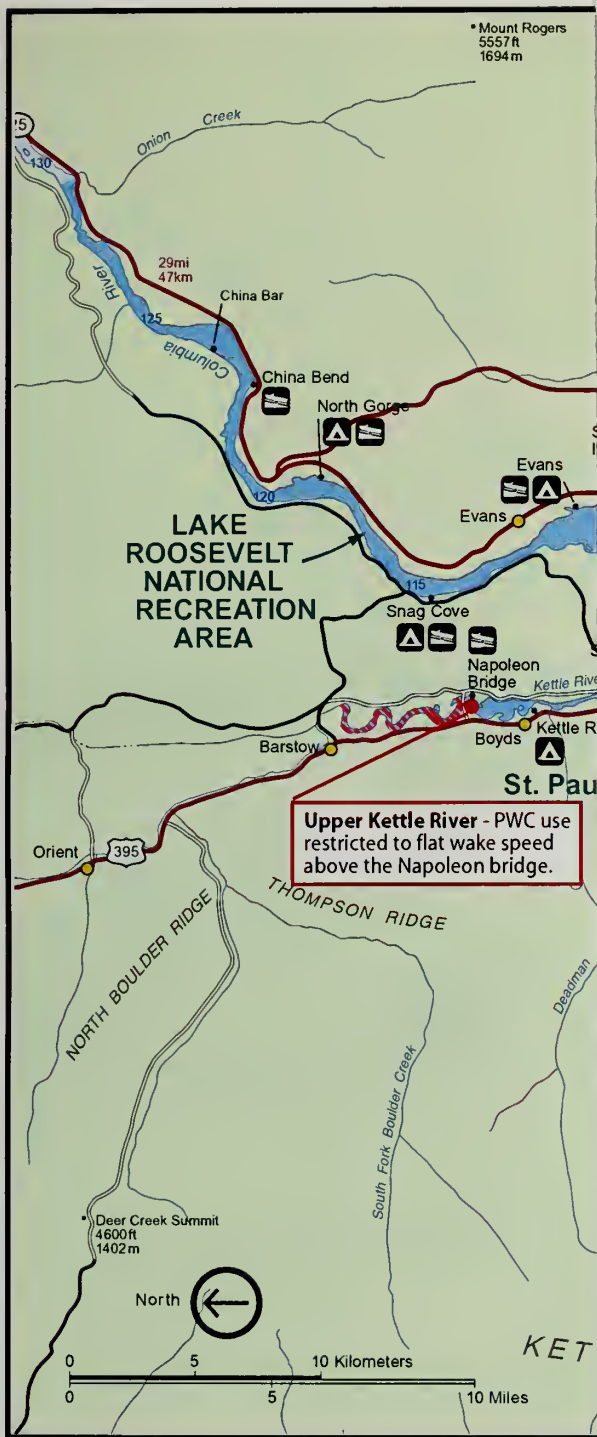 Mount Rogers
5557ft
1694m
Onion Creek
25
130
29mi
47km
River
China Bar
125
Columbia
China Bend
North Gorge
Evans
Evans
120
LAKE
ROOSEVELT
NATIONAL
RECREATION
AREA
115
Snag Cove
Napoleon
Bridge
Kettle River
Barstow
Boyds
Kettle R
St. Pau
Upper Kettle River - PWC use
restricted to flat wake speed
above the Napoleon bridge.
Orient
395
THOMPSON RIDGE
NORTH BOULDER RIDGE
Deadman
South Fork Boulder Creek
Deer Creek Summit
4600ft
1402m
North
KET
0 5 10 Kilometers
0 5 10 Miles